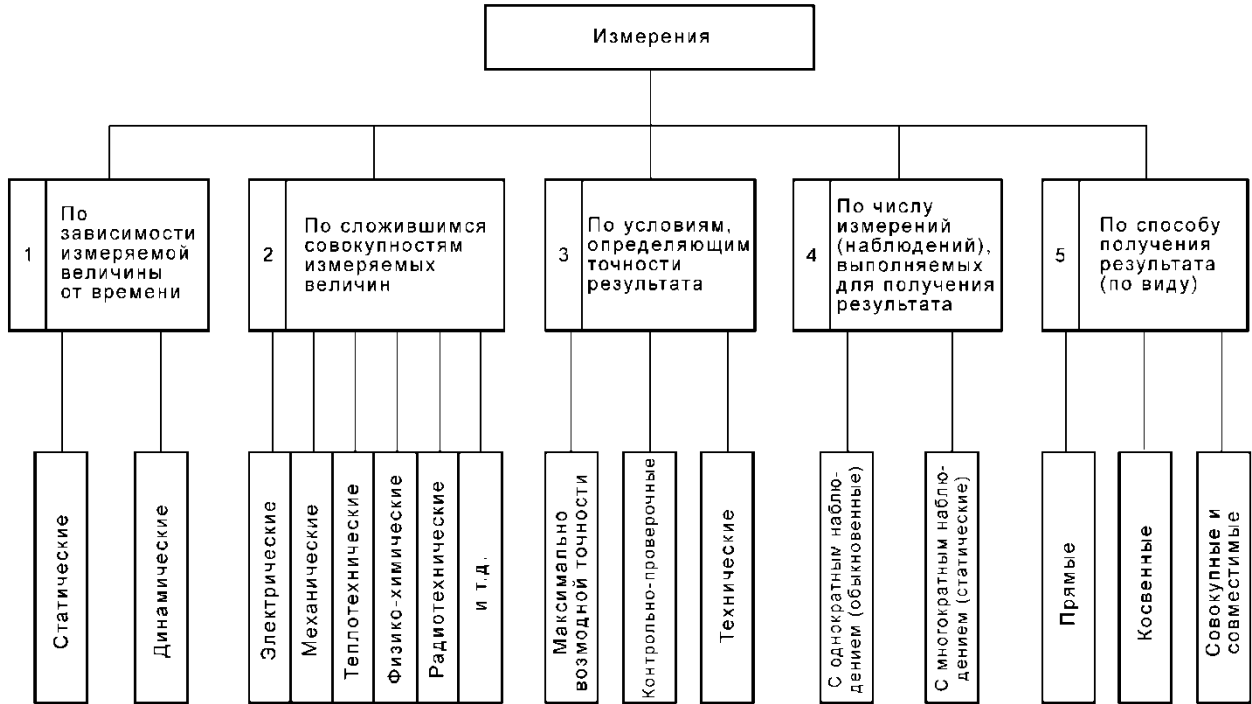 Измерения
1
По
зависимости
измеряемой
величины
от времени
2
По сложившимся
совокупностям
измеряемых
величин
3
По условиям,
определяющим
точности
результата
4
По числу
измерений
(наблюдений),
выполняемых
для получения
результата
5
По способу
получения
результата
(по виду)
Статические
Динамические
Электрические
Механические
Теплотехнические
Физико-химические
Радиотехнические
и т.д.
Максимально
возмодной точности
Контрольно-проверочные
Технические
С однократным наблю-
дением (обыкновенные)
С многократным наблю-
дением (статические)
Прямые
Косвенные
Совокупные и
совместимые